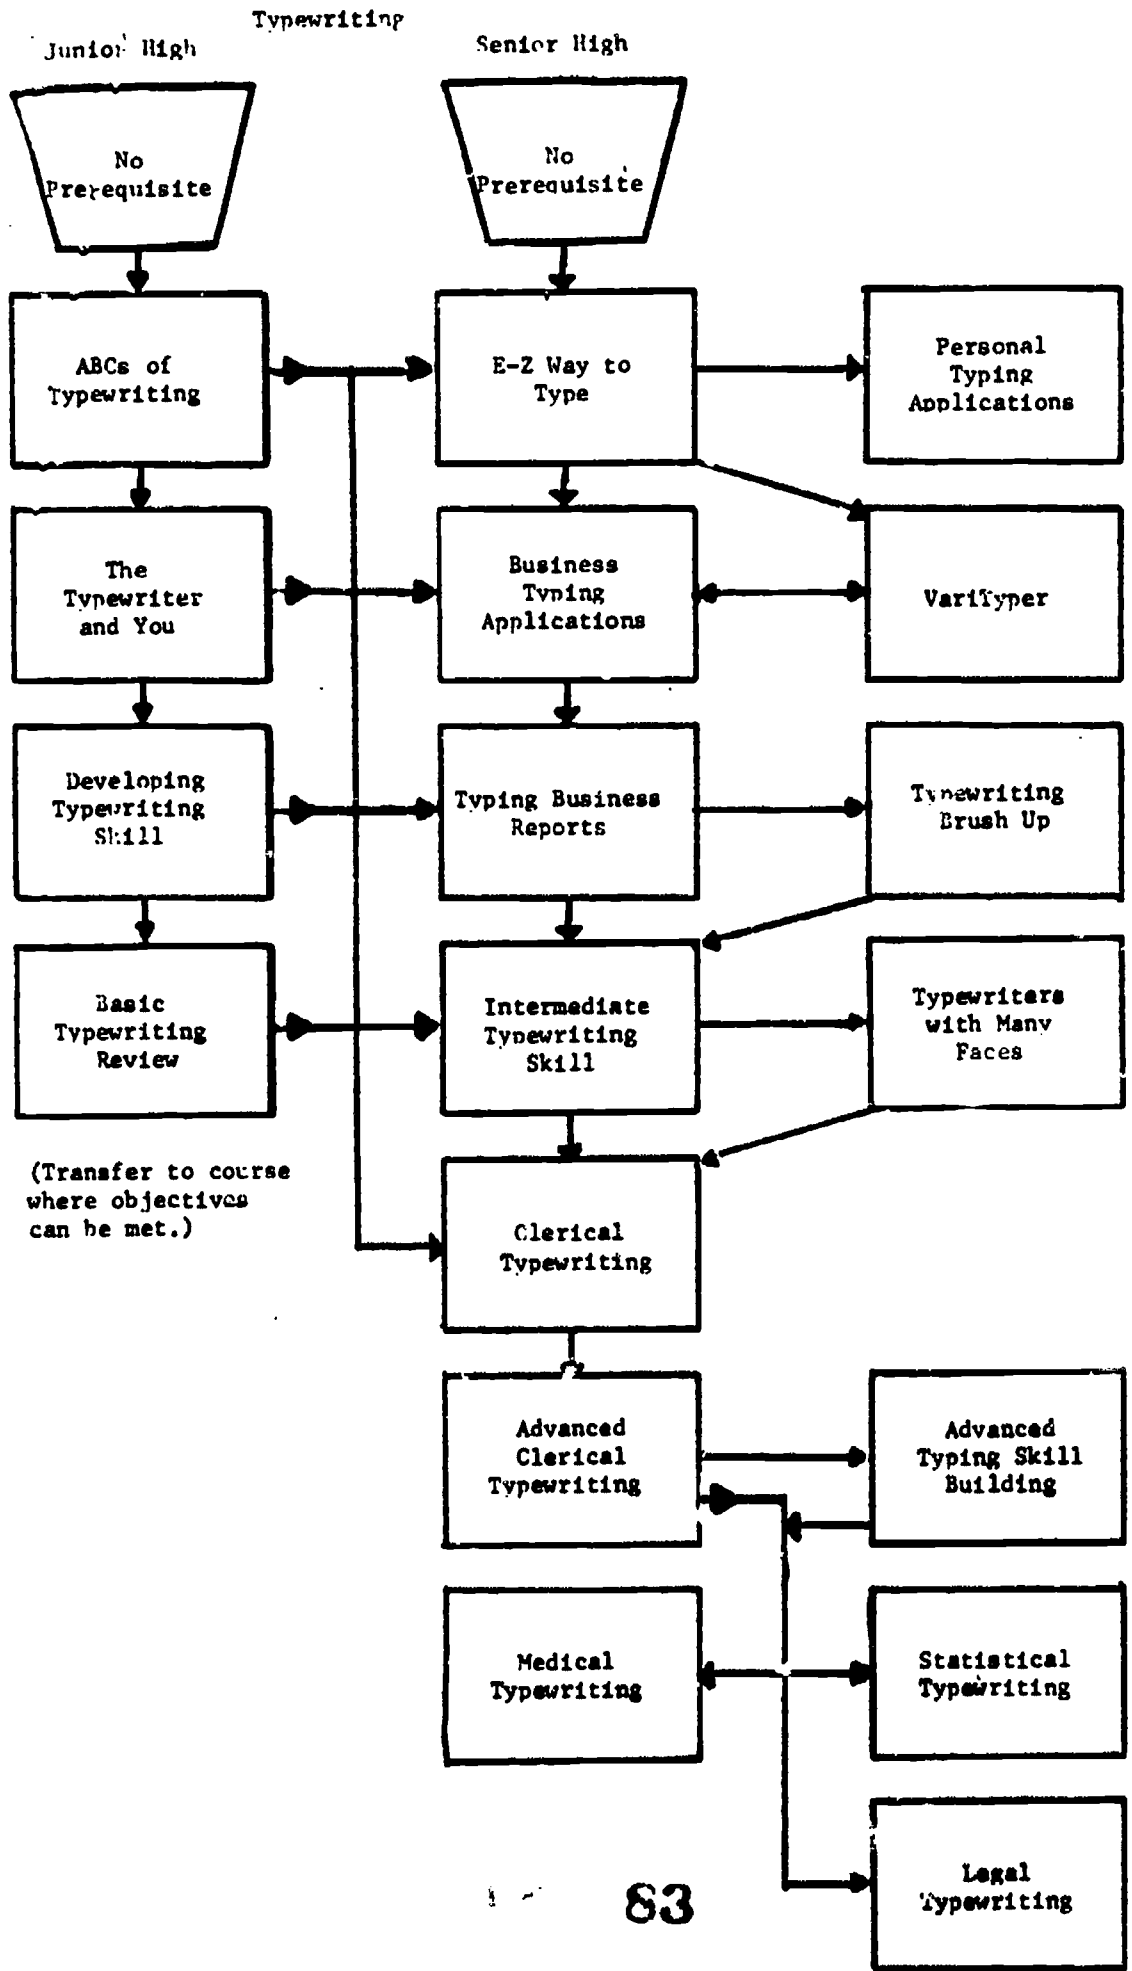 Typewriting
Junior High
Senior High
No
Prerequisite
No
Prerequisite
ABCs of
Typewriting
E-Z Way to
Type
Personal
Typing
Applications
The
Typewriter
and You
Business
Typing
Applications
VariTyper
Developing
Typewriting
Skill
Typing Business
Reports
Typewriting
Brush Up
Basic
Typewriting
Review
Intermediate
Typewriting
Skill
Typewriters
with Many
Faces
(Transfer to course
where objectives
can be met.)
Clerical
Typewriting
Advanced
Clerical
Typewriting
Advanced
Typing Skill
Building
Medical
Typewriting
Statistical
Typewriting
Legal
Typewriting
83